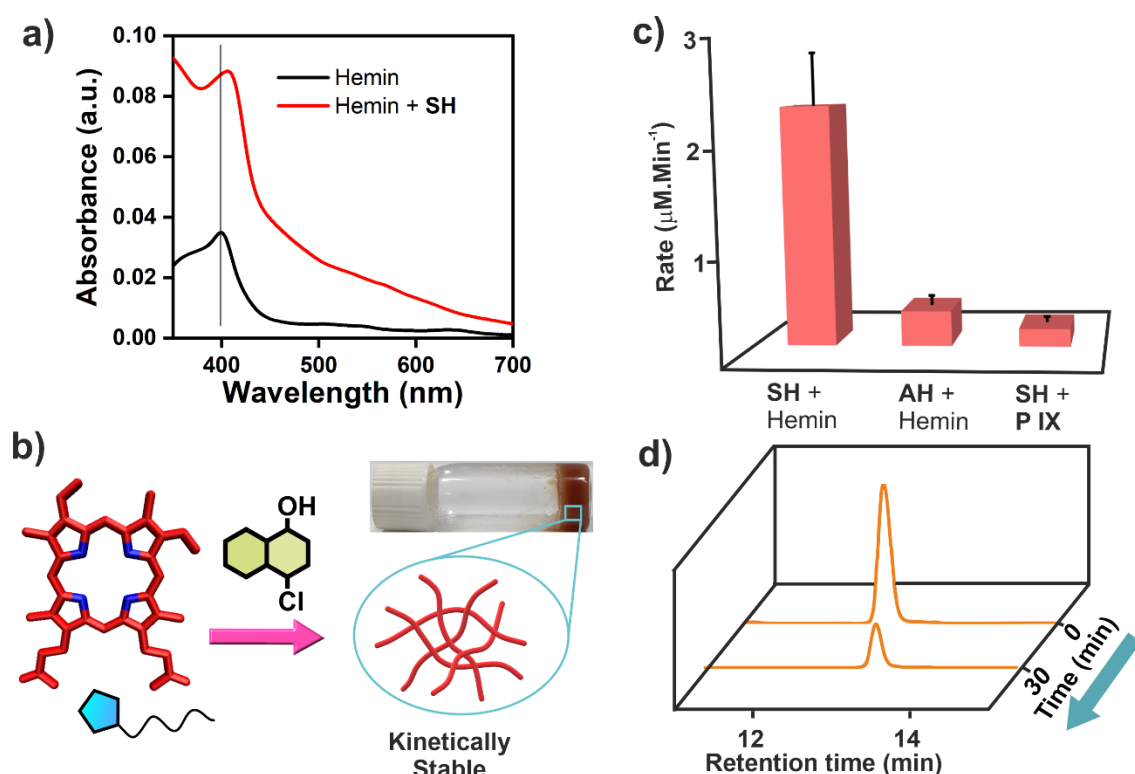 a)
0.10
0.08
0.06
0.04
0.02
0.00
Absorbance (a.u.)
Hemin
Hemin + SH
400
500
600
700
Wavelength (nm)
b)
OH
Cl
Kinetically
Stable
c)
3
2
1
Rate (μM.Min⁻¹)
SH +
Hemin
AH +
Hemin
SH +
P IX
d)
0
30
Time (min)
12
14
Retention time (min)